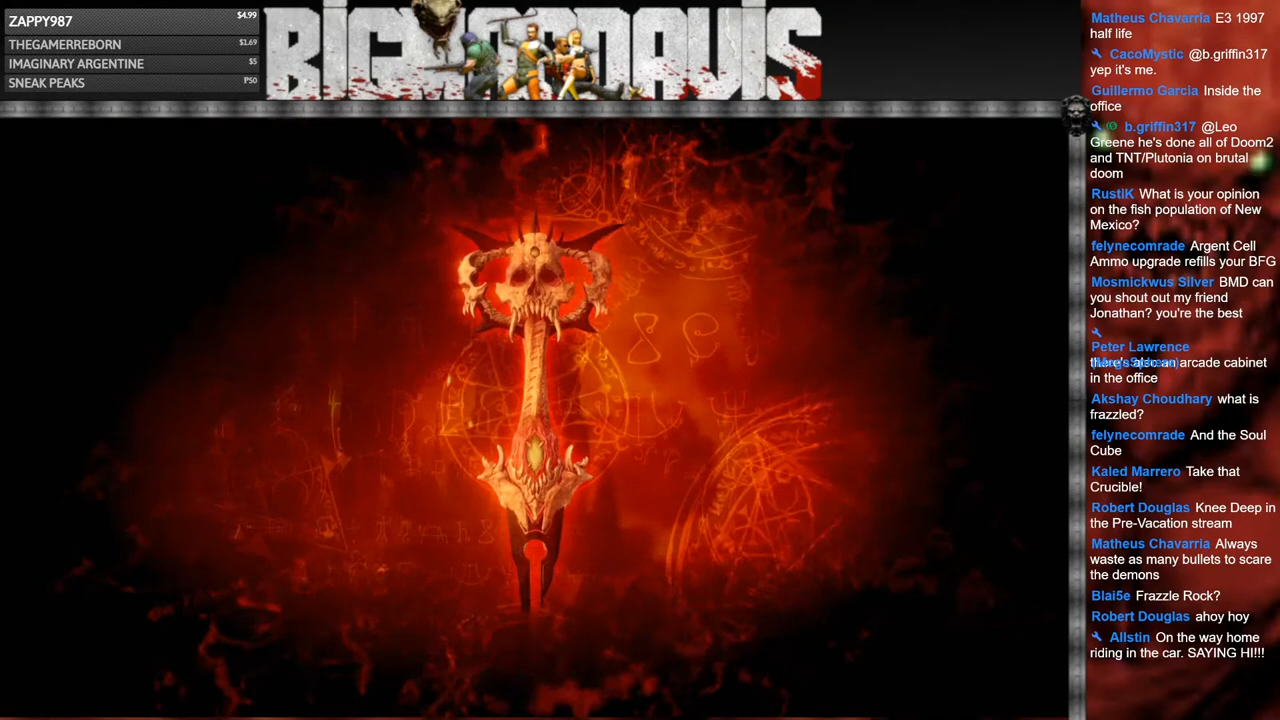 ZAPPY987 $4.99
THEGAMERREBORN $1.69
IMAGINARY ARGENTINE $5
SNEAK PEAKS ₱50
BIGMACDAVIS
Matheus Chavarria E3 1997
half life
CacoMystic @b.griffin317
yep it's me.
Guillermo Garcia Inside the
office
b.griffin317 @Leo
Greene he's done all of Doom2
and TNT/Plutonia on brutal
doom
RustIK What is your opinion
on the fish population of New
Mexico?
felynecomrade Argent Cell
Ammo upgrade refills your BFG
Mosmickwus Silver BMD can
you shout out my friend
Jonathan? you're the best
Peter Lawrence
there's also an arcade cabinet
in the office
Akshay Choudhary what is
frazzled?
felynecomrade And the Soul
Cube
Kaled Marrero Take that
Crucible!
Robert Douglas Knee Deep in
the Pre-Vacation stream
Matheus Chavarria Always
waste as many bullets to scare
the demons
Blai5e Frazzle Rock?
Robert Douglas ahoy hoy
Allstin On the way home
riding in the car. SAYING HI!!!